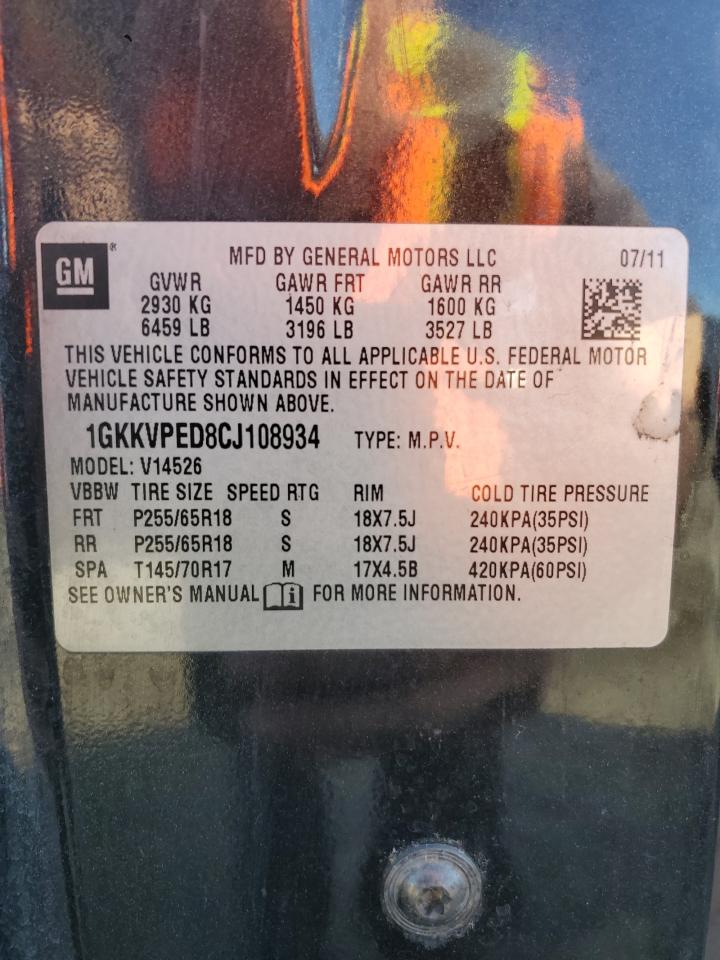 GM®
MFD BY GENERAL MOTORS LLC 07/11
GVWR GAWR FRT GAWR RR
2930 KG 1450 KG 1600 KG
6459 LB 3196 LB 3527 LB
THIS VEHICLE CONFORMS TO ALL APPLICABLE U.S. FEDERAL MOTOR
VEHICLE SAFETY STANDARDS IN EFFECT ON THE DATE OF
MANUFACTURE SHOWN ABOVE.
1GKKVPED8CJ108934 TYPE: M.P.V.
MODEL: V14526
VBBW TIRE SIZE SPEED RTG RIM COLD TIRE PRESSURE
FRT P255/65R18 S 18X7.5J 240KPA(35PSI)
RR P255/65R18 S 18X7.5J 240KPA(35PSI)
SPA T145/70R17 M 17X4.5B 420KPA(60PSI)
SEE OWNER'S MANUAL FOR MORE INFORMATION.